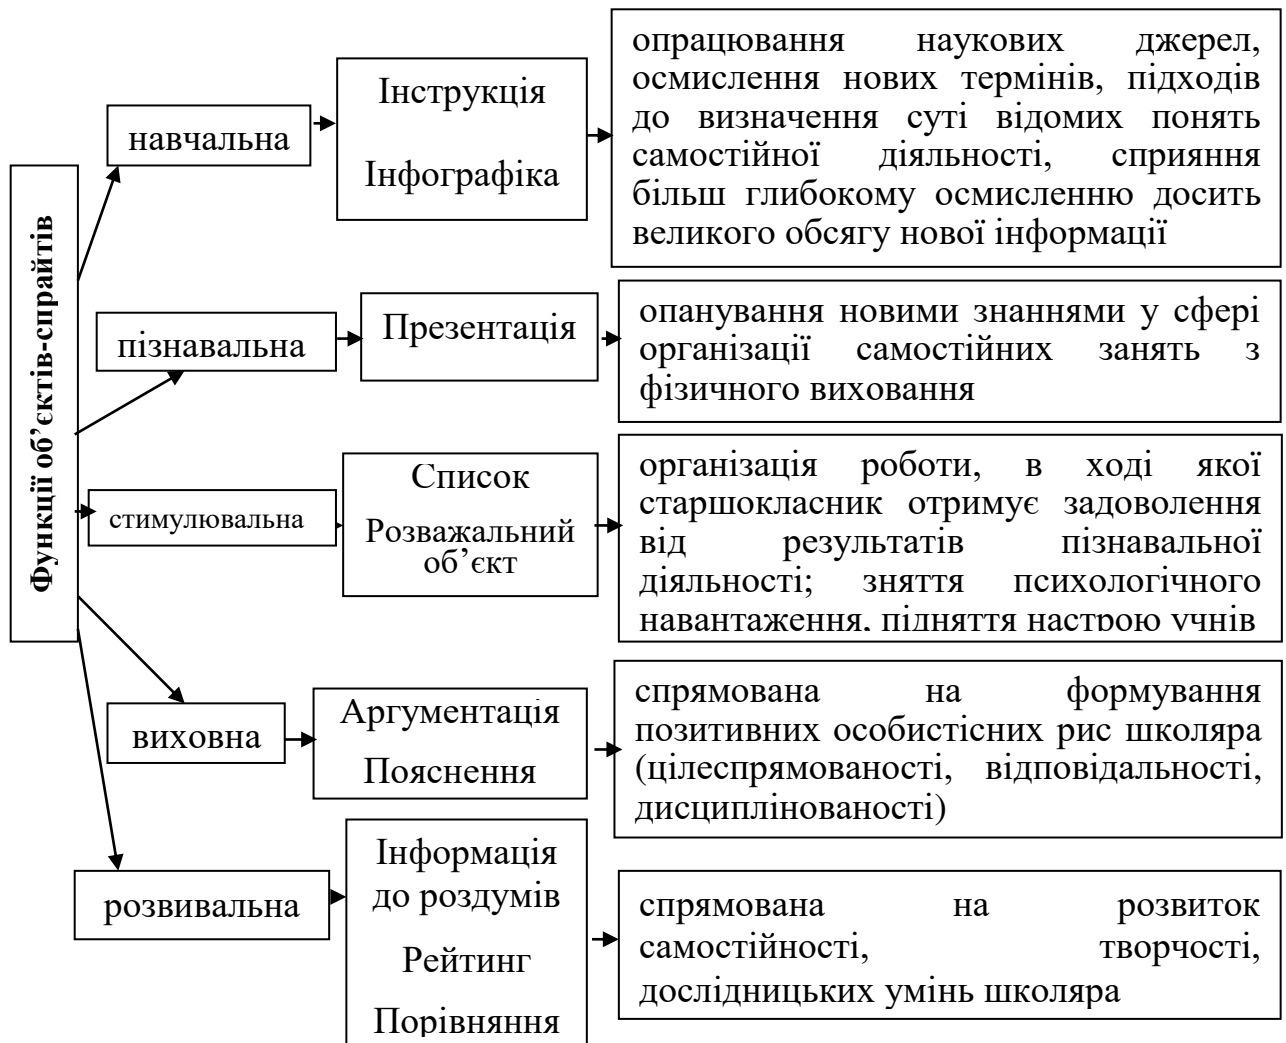 Функції об’єктів-спрайтів
навчальна
Інструкція
Інфографіка
опрацювання наукових джерел,
осмислення нових термінів, підходів
до визначення суті відомих понять
самостійної діяльності, сприяння
більш глибокому осмисленню досить
великого обсягу нової інформації
пізнавальна
Презентація
опанування новими знаннями у сфері
організації самостійних занять з
фізичного виховання
стимулювальна
Список
Розважальний
об’єкт
організація роботи, в ході якої
старшокласник отримує задоволення
від результатів пізнавальної
діяльності; зняття психологічного
навантаження, підняття настрою учнів
виховна
Аргументація
Пояснення
спрямована на формування
позитивних особистісних рис школяра
(цілеспрямованості, відповідальності,
дисциплінованості)
розвивальна
Інформація
до роздумів
Рейтинг
Порівняння
спрямована на розвиток
самостійності, творчості,
дослідницьких умінь школяра